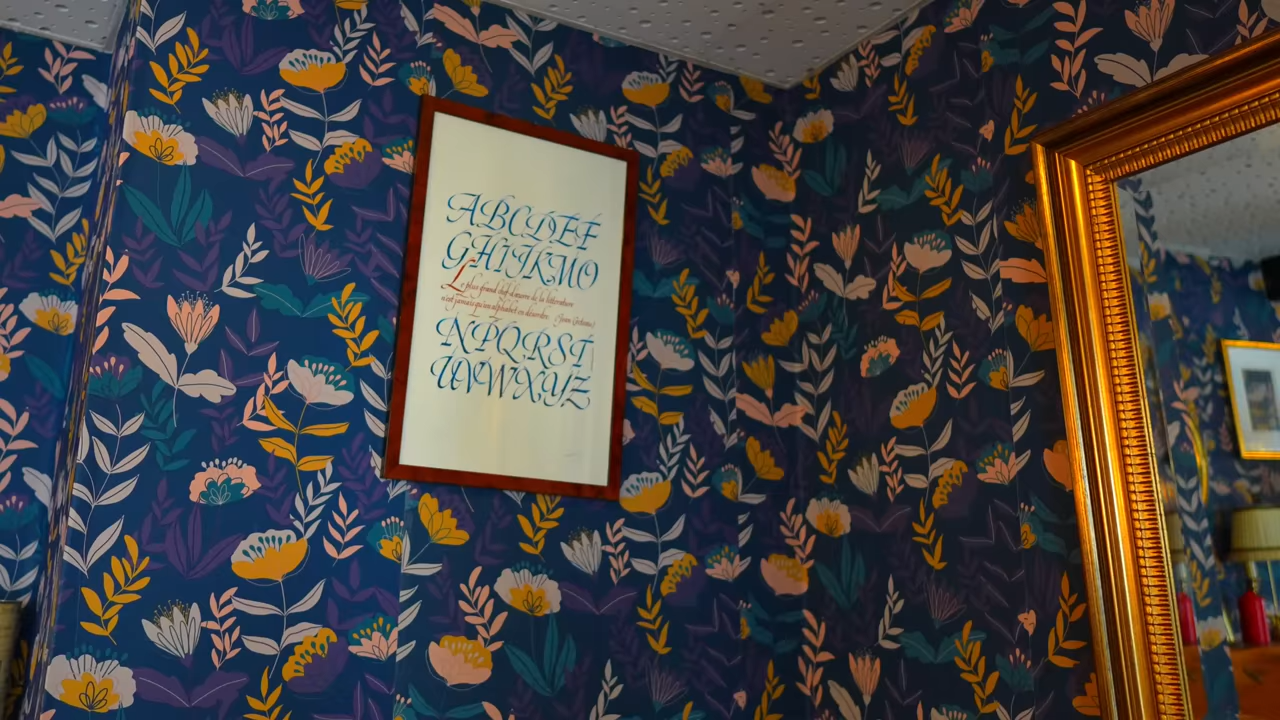 ABCDEF
GHIJKMO
Le plus grand chef d'œuvre de la littérature
n'est jamais qu'un alphabet en désordre. (Jean Cocteau)
NPQRST
UVWXYZ